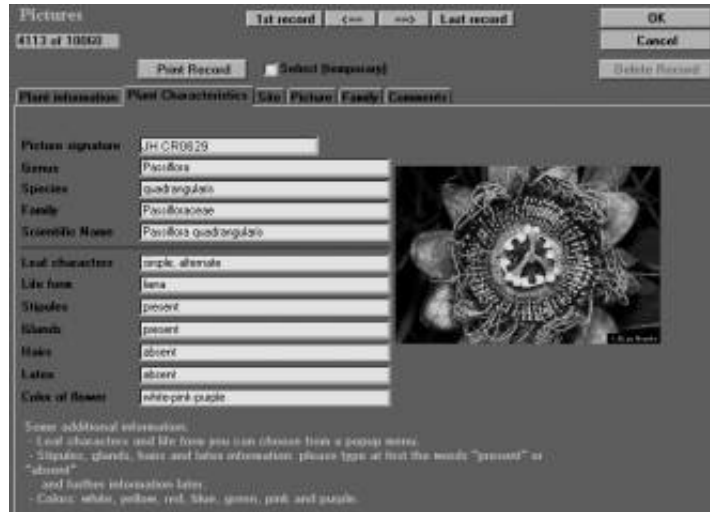 Pictures
1st record <== ==> Last record OK
4113 of 10060 Cancel
Print Record Select (temporary) Delete Record
Plant information Plant Characteristics Site Picture Family Comments
Picture signature JH CR0629
Genus Passiflora
Species quadrangularis
Family Passifloraceae
Scientific Name Passiflora quadrangularis
Leaf characters simple, alternate
Life form liana
Stipules present
Glands present
Hairs absent
Latex absent
Color of flower white-pink-purple
Some additional information:
- Leaf characters and life form you can choose from a popup menu.
- Stipules, glands, hairs and latex information: please type at first the words "present" or
"absent"
and further information later.
- Colors: white, yellow, red, blue, green, pink and purple.